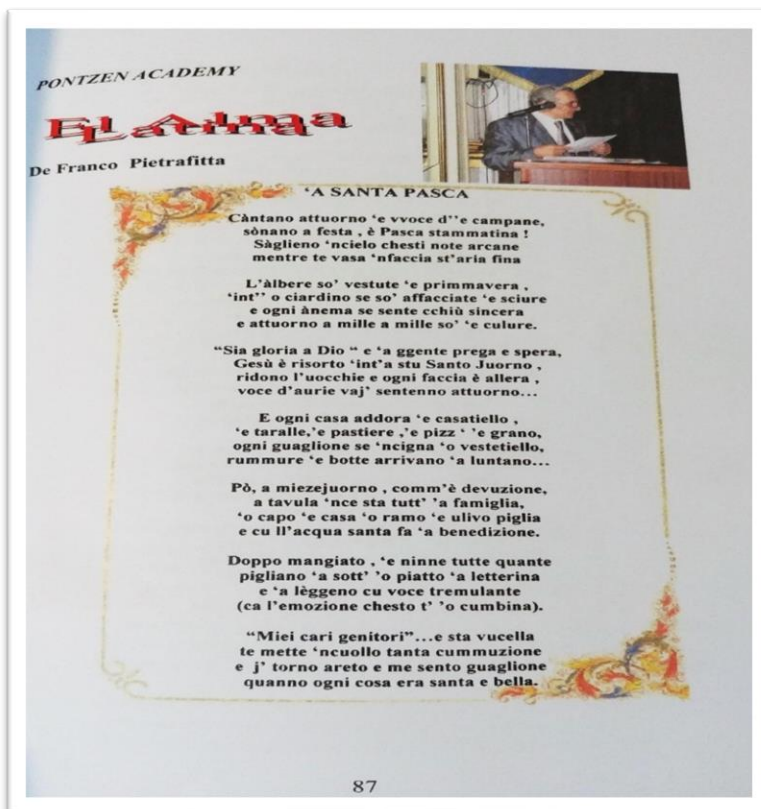 PONTZEN ACADEMY
El Alma
Latina
De Franco Pietrafitta
‘A SANTA PASCA
Càntano attuorno ‘e vvoce d’’e campane,
sònano a festa , è Pasca stammatina !
Sàglieno ‘ncielo chesti note arcane
mentre te vasa ‘nfaccia st’aria fina
L’àlbere so’ vestute ‘e primmavera ,
‘int’’ o ciardino se so’ affacciate ‘e sciure
e ogni ànema se sente cchiù sincera
e attuorno a mille a mille so’ ‘e culure.
“Sia gloria a Dio “ e ‘a ggente prega e spera,
Gesù è risorto ‘int’a stu Santo Juorno ,
ridono l’uocchie e ogni faccia è allera ,
voce d’aurie vaj’ sentenno attuorno...
E ogni casa addora ‘e casatiello ,
‘e taralle,’e pastiere ,’e pizz ‘ ’e grano,
ogni guaglione se ‘ncigna ‘o vestetiello,
rummure ‘e botte arrivano ‘a luntano...
Pò, a miezejuorno , comm’è devuzione,
a tavula ‘nce sta tutt’ ’a famiglia,
‘o capo ‘e casa ‘o ramo ‘e ulivo piglia
e cu ll’acqua santa fa ‘a benedizione.
Doppo mangiato , ‘e ninne tutte quante
pigliano ‘a sott’ ’o piatto ‘a letterina
e ‘a lèggeno cu voce tremulante
(ca l’emozione chesto t’ ’o cumbina).
“Miei cari genitori”...e sta vucella
te mette ‘ncuollo tanta cummuzione
e j’ torno areto e me sento guaglione
quanno ogni cosa era santa e bella.
87